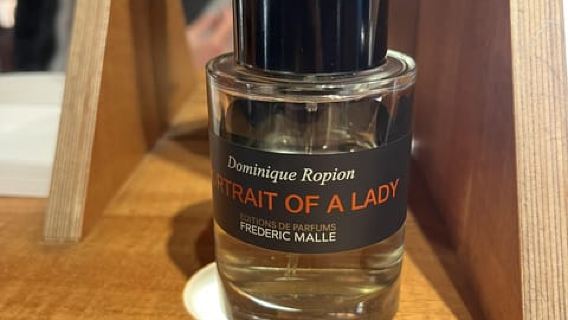 Dominique Ropion
RTRAIT OF A LADY
EDITIONS DE PARFUMS
FREDERIC MALLE